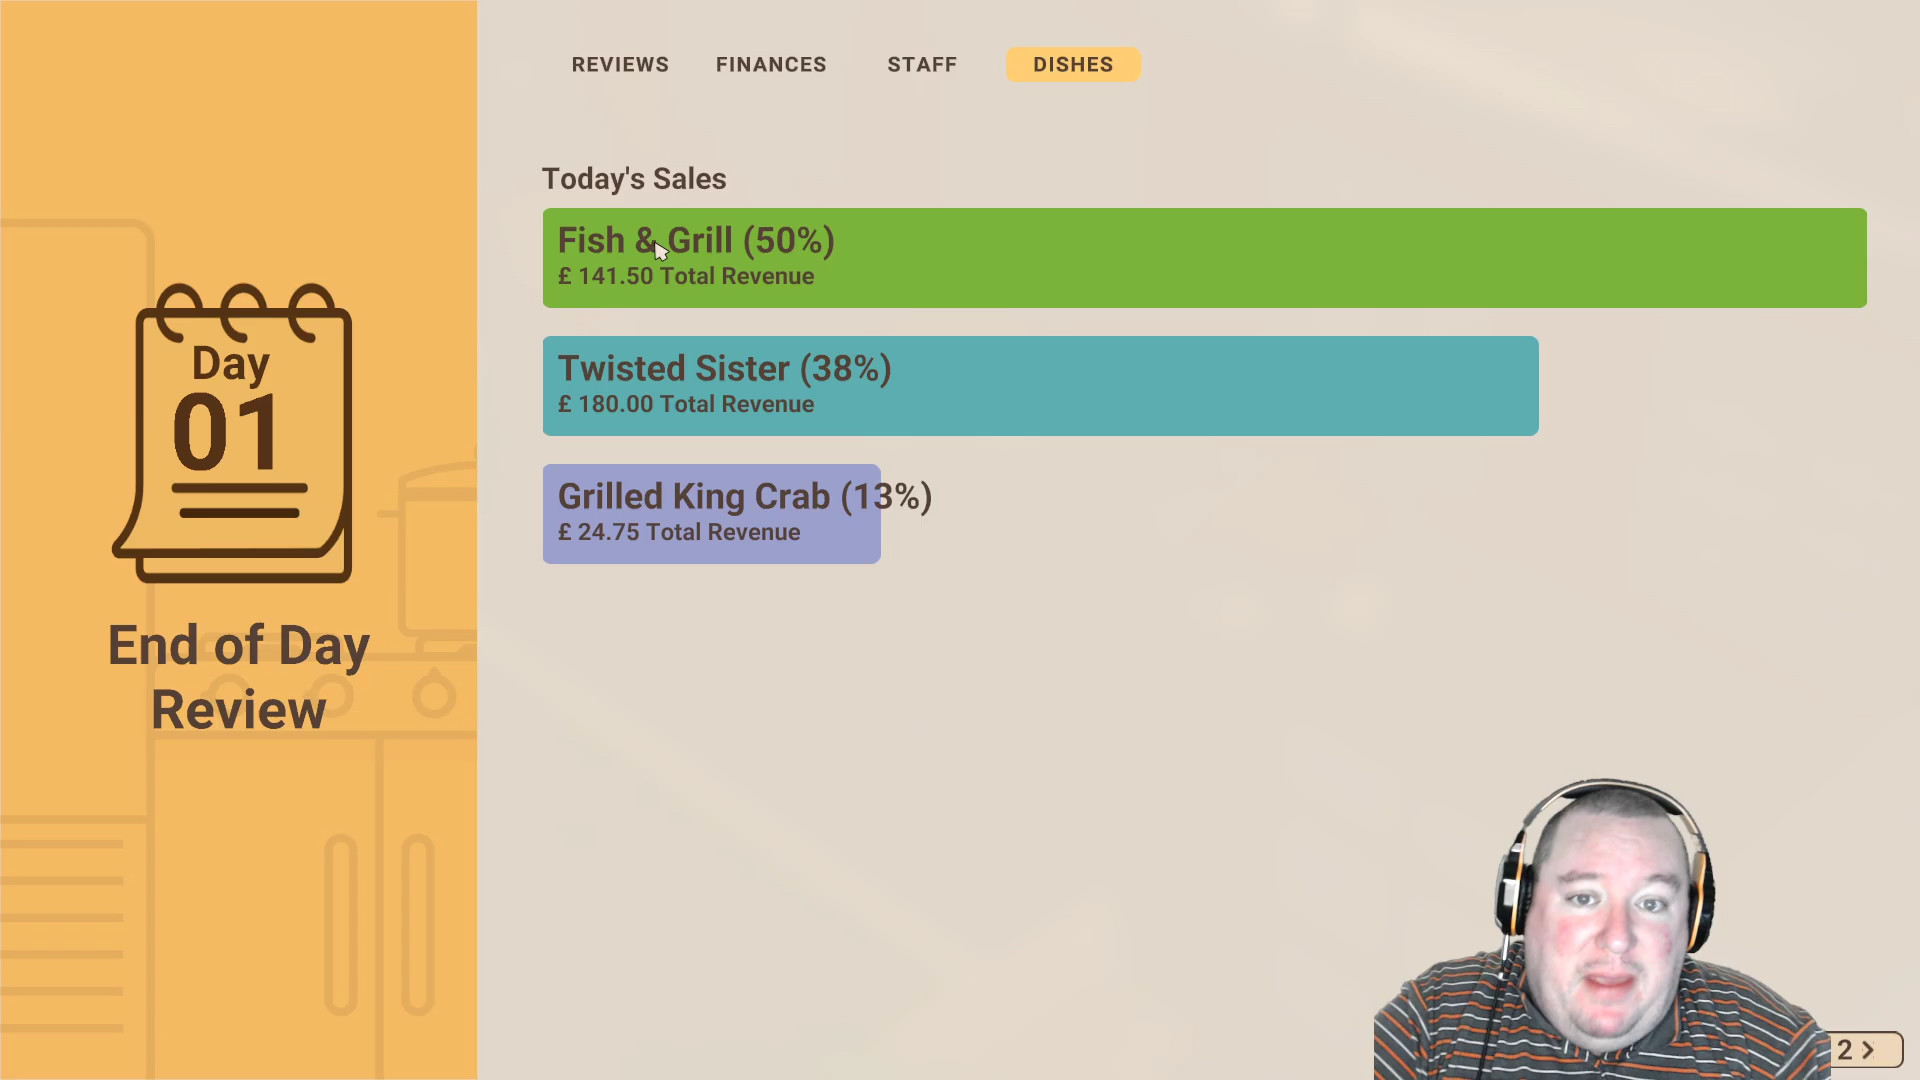 REVIEWS FINANCES STAFF DISHES
Today's Sales
Fish & Grill (50%)
£ 141.50 Total Revenue
Twisted Sister (38%)
£ 180.00 Total Revenue
Grilled King Crab (13%)
£ 24.75 Total Revenue
Day
01
End of Day
Review
2 >